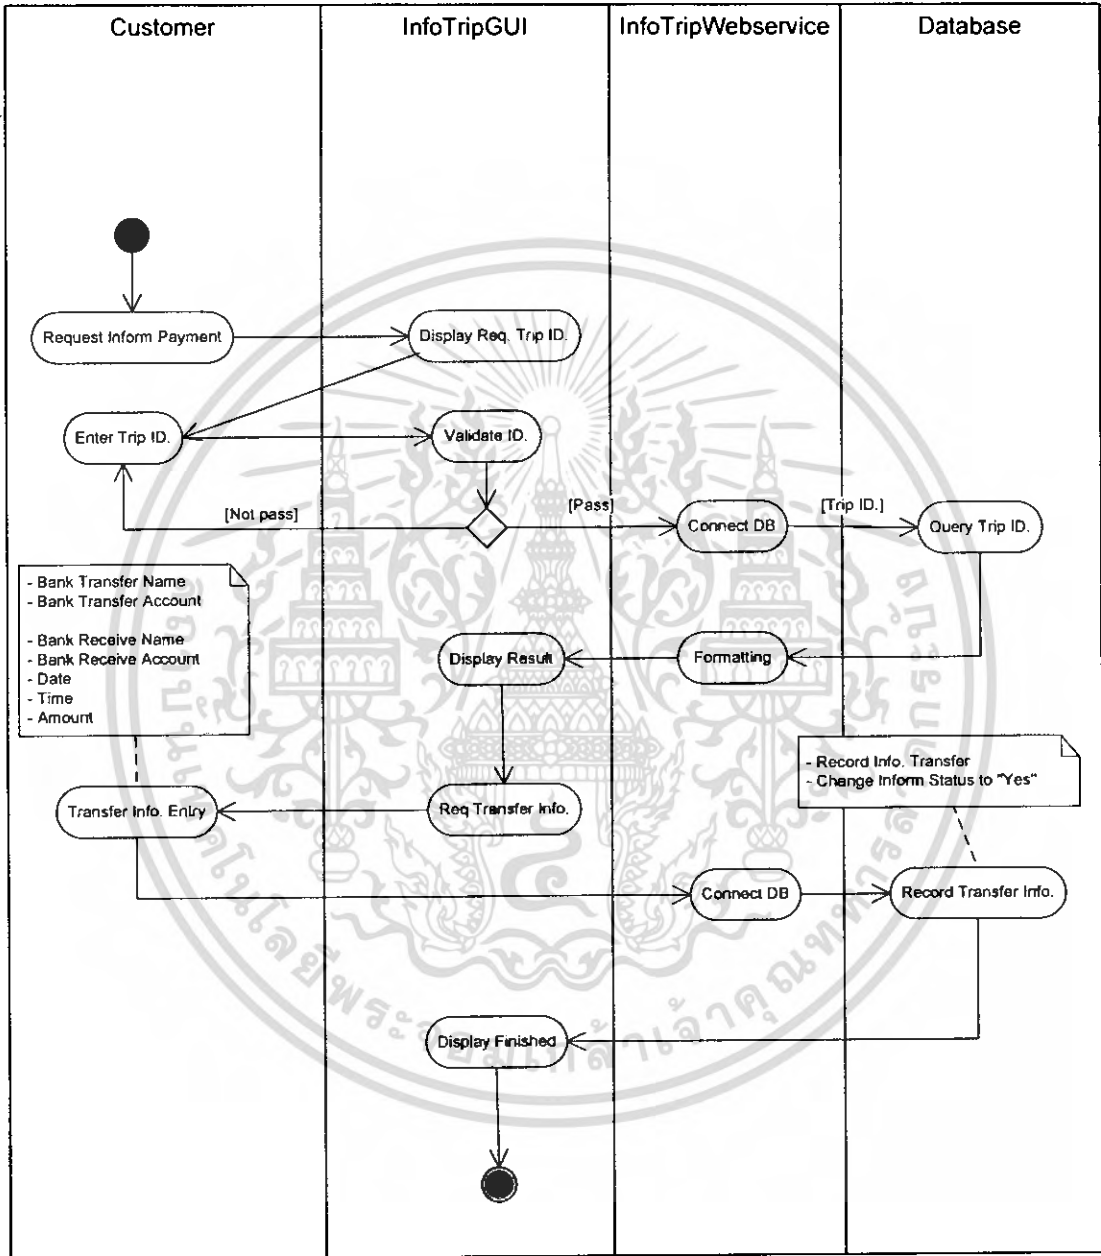 Customer
InfoTripGUI
InfoTripWebservice
Database
Request Inform Payment
Display Req. Trip ID.
Enter Trip ID.
Validate ID.
[Not pass]
[Pass]
Connect DB
[Trip ID.]
Query Trip ID.
- Bank Transfer Name
- Bank Transfer Account
- Bank Receive Name
- Bank Receive Account
- Date
- Time
- Amount
Display Result
Formatting
- Record Info. Transfer
- Change Inform Status to "Yes"
Transfer Info. Entry
Req Transfer Info.
Connect DB
Record Transfer Info.
Display Finished